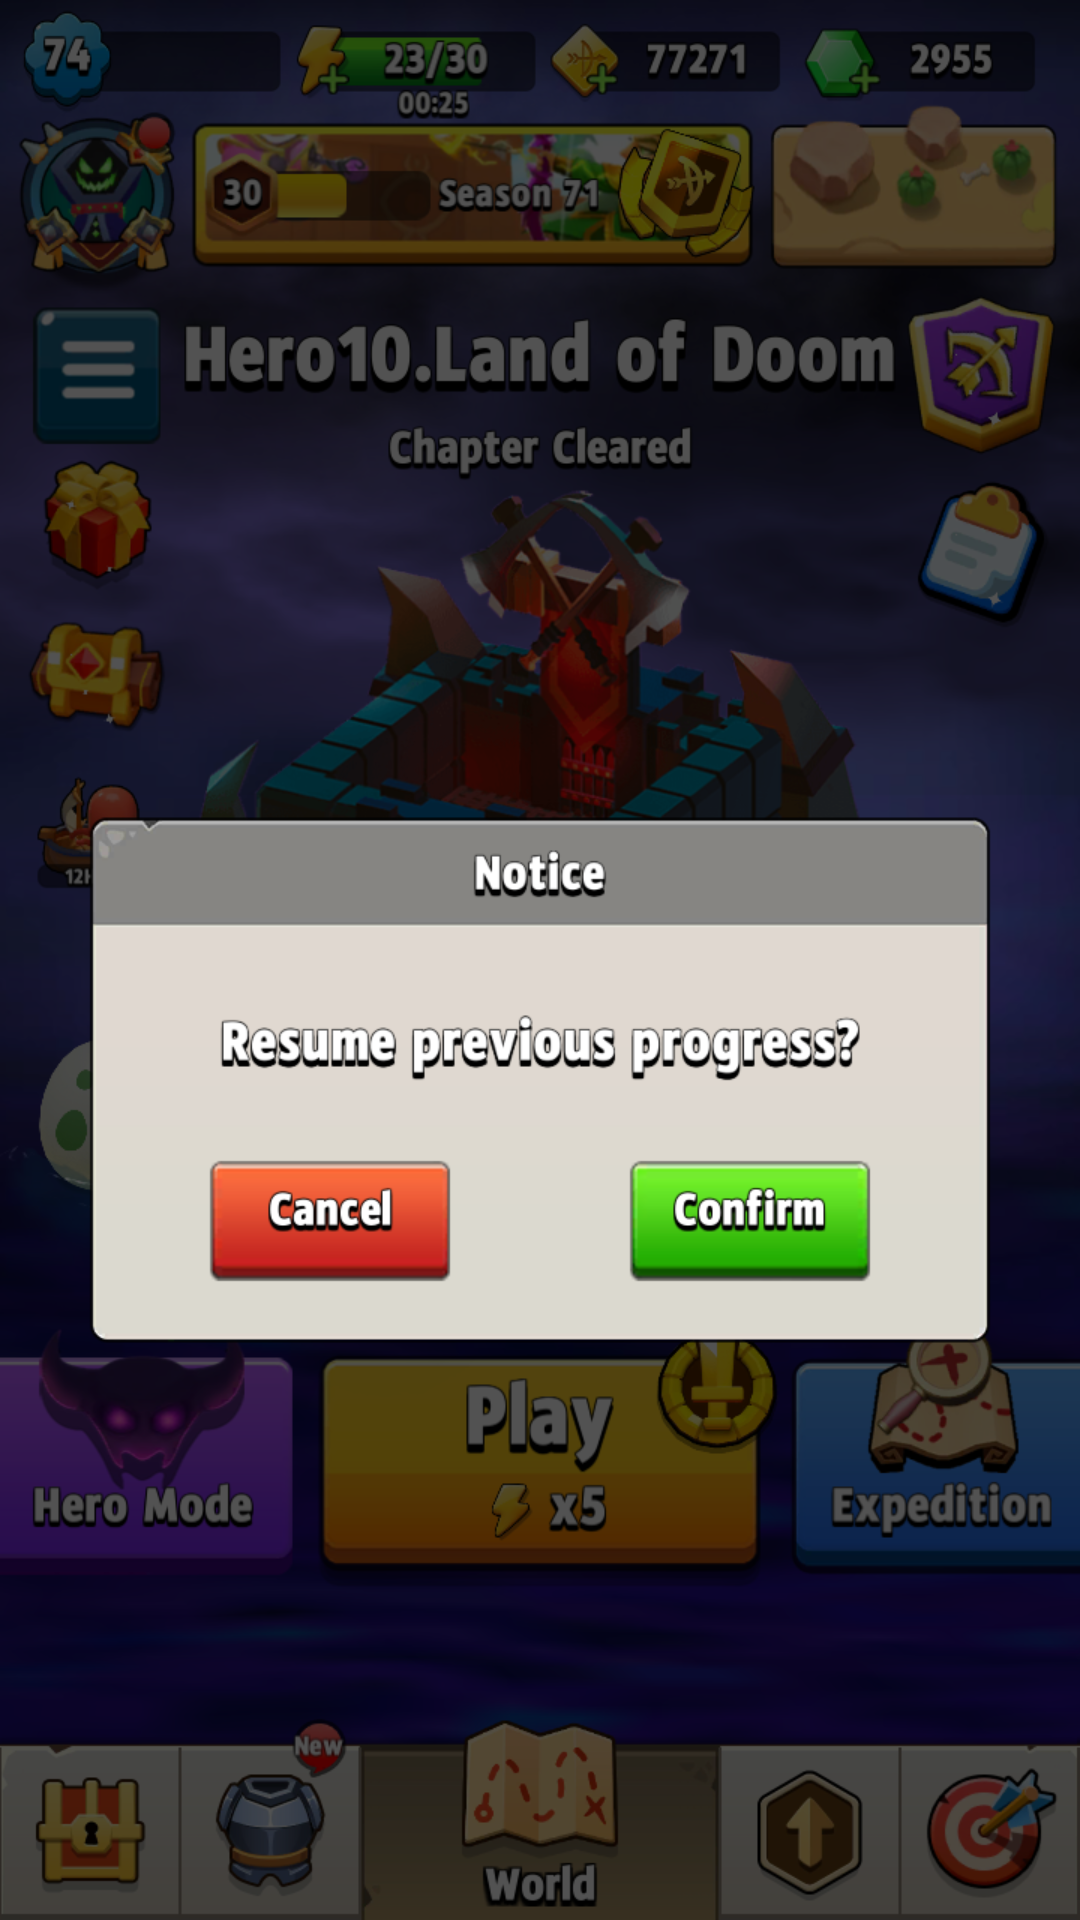 74
23/30
77271
2955
00:25
30
Season 71
Hero10.Land of Doom
Chapter Cleared
Notice
Resume previous progress?
Cancel
Confirm
Play
x5
Hero Mode
Expedition
New
World